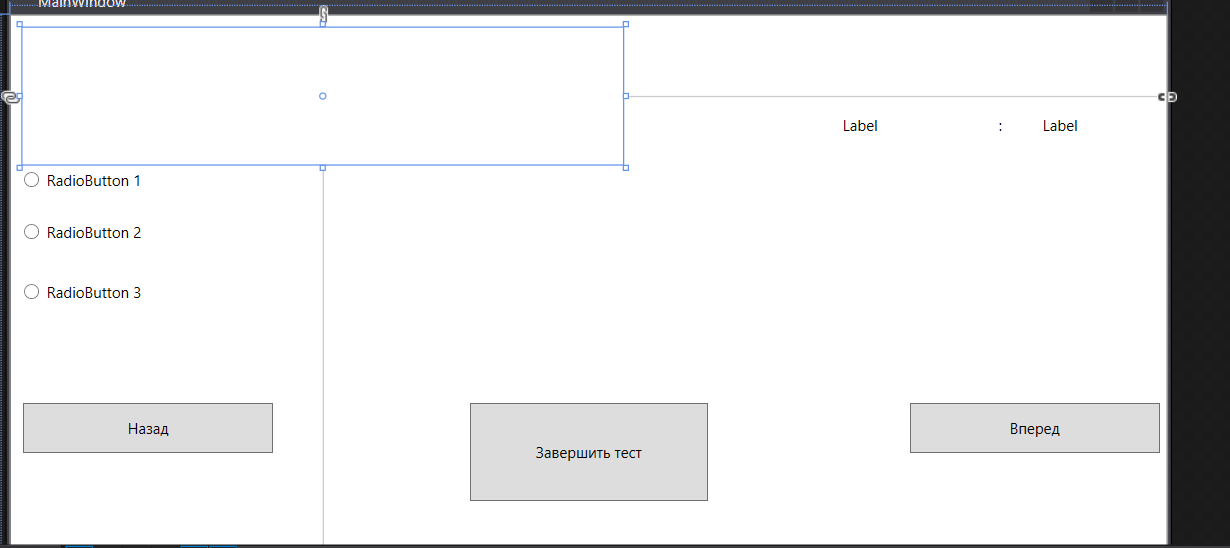 MainWindow
Label : Label
RadioButton 1
RadioButton 2
RadioButton 3
Назад
Вперед
Завершить тест